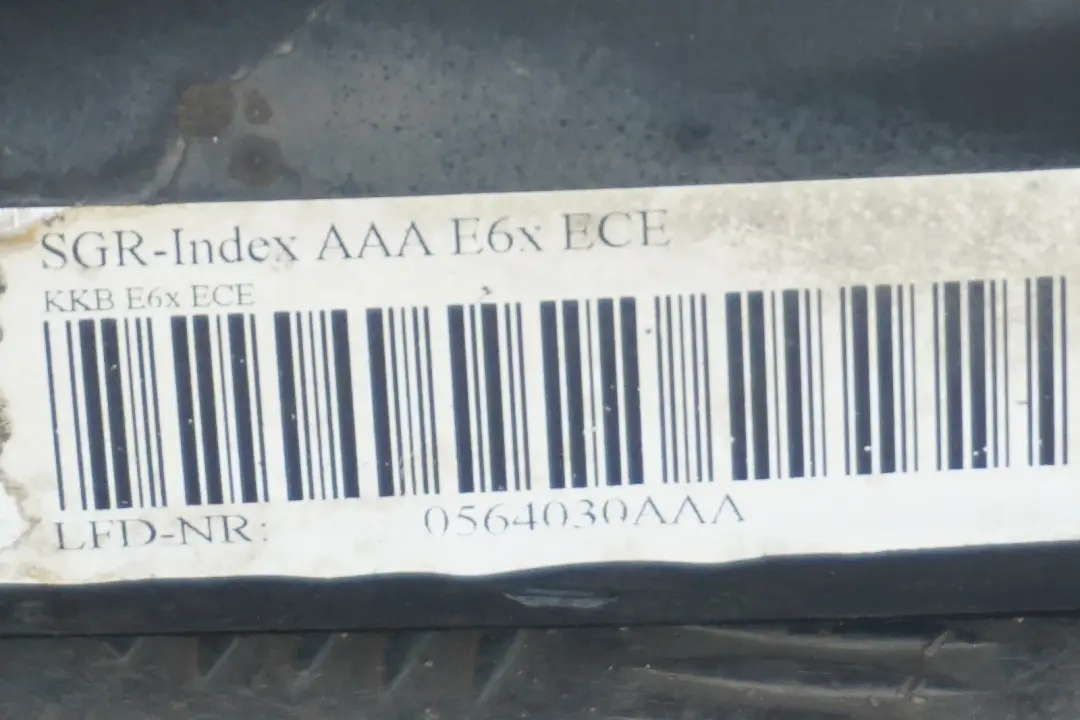 SGR-Index AAA E6x ECE
KKB E6x ECE
LFD-NR: 0564030AAA